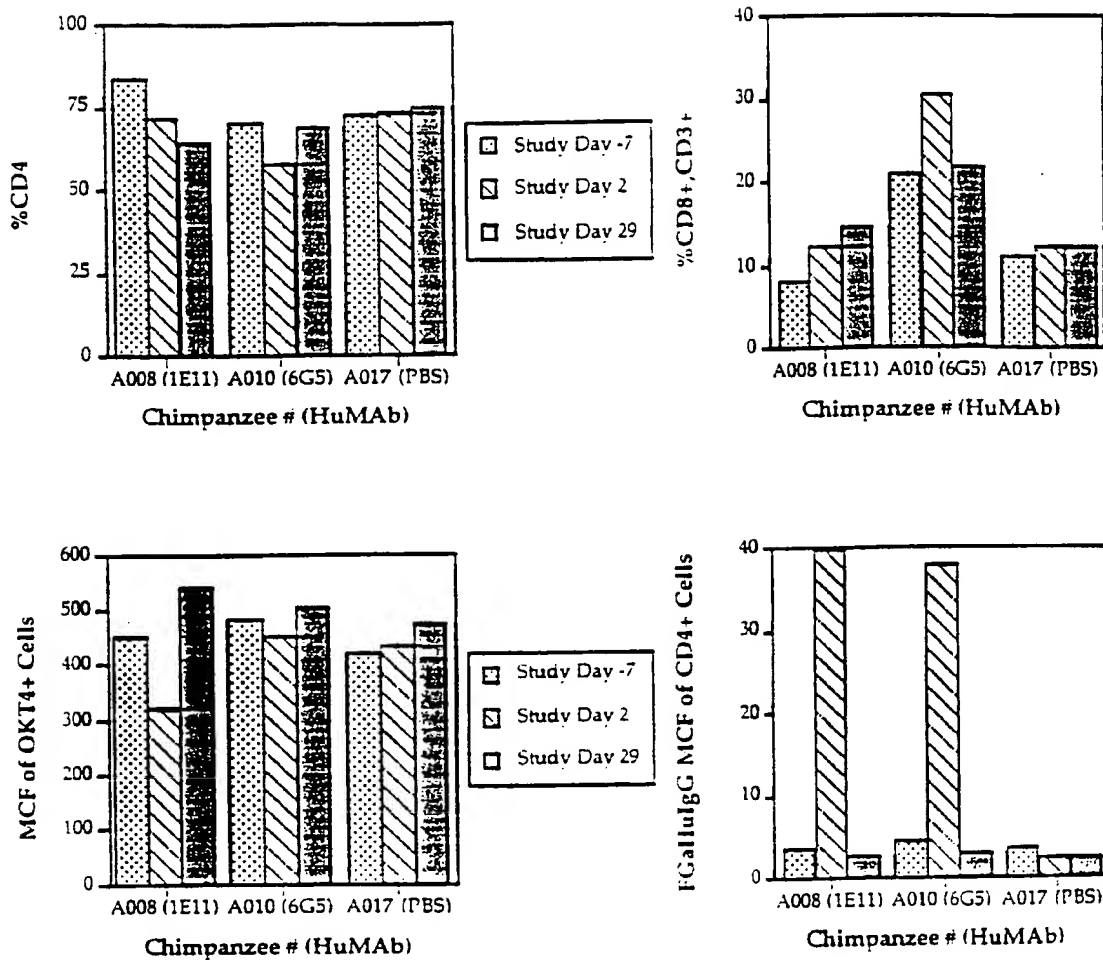 %CD4
100
75
50
25
0
A008 (1E11) A010 (6G5) A017 (PBS)
Chimpanzee # (HuMAb)
Study Day -7
Study Day 2
Study Day 29
%CD8+,CD3+
40
30
20
10
0
A008 (1E11) A010 (6G5) A017 (PBS)
Chimpanzee # (HuMAb)
MCF of OKT4+ Cells
600
500
400
300
200
100
0
A008 (1E11) A010 (6G5) A017 (PBS)
Chimpanzee # (HuMAb)
Study Day -7
Study Day 2
Study Day 29
FGaHuIgG MCF of CD4+ Cells
40
30
20
10
0
A008 (1E11) A010 (6G5) A017 (PBS)
Chimpanzee # (HuMAb)